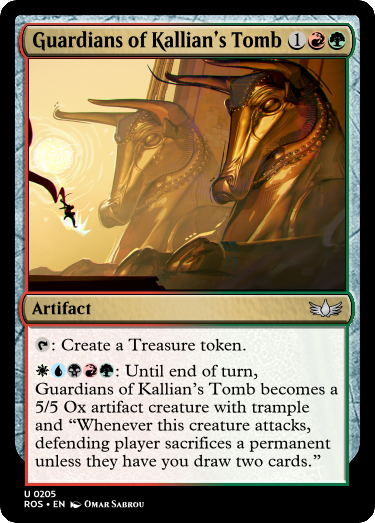 Guardians of Kallian's Tomb 1
Artifact
: Create a Treasure token.
: Until end of turn,
Guardians of Kallian's Tomb becomes a
5/5 Ox artifact creature with trample
and “Whenever this creature attacks,
defending player sacrifices a permanent
unless they have you draw two cards.”
U 0205
ROS • EN Omar Sabrou